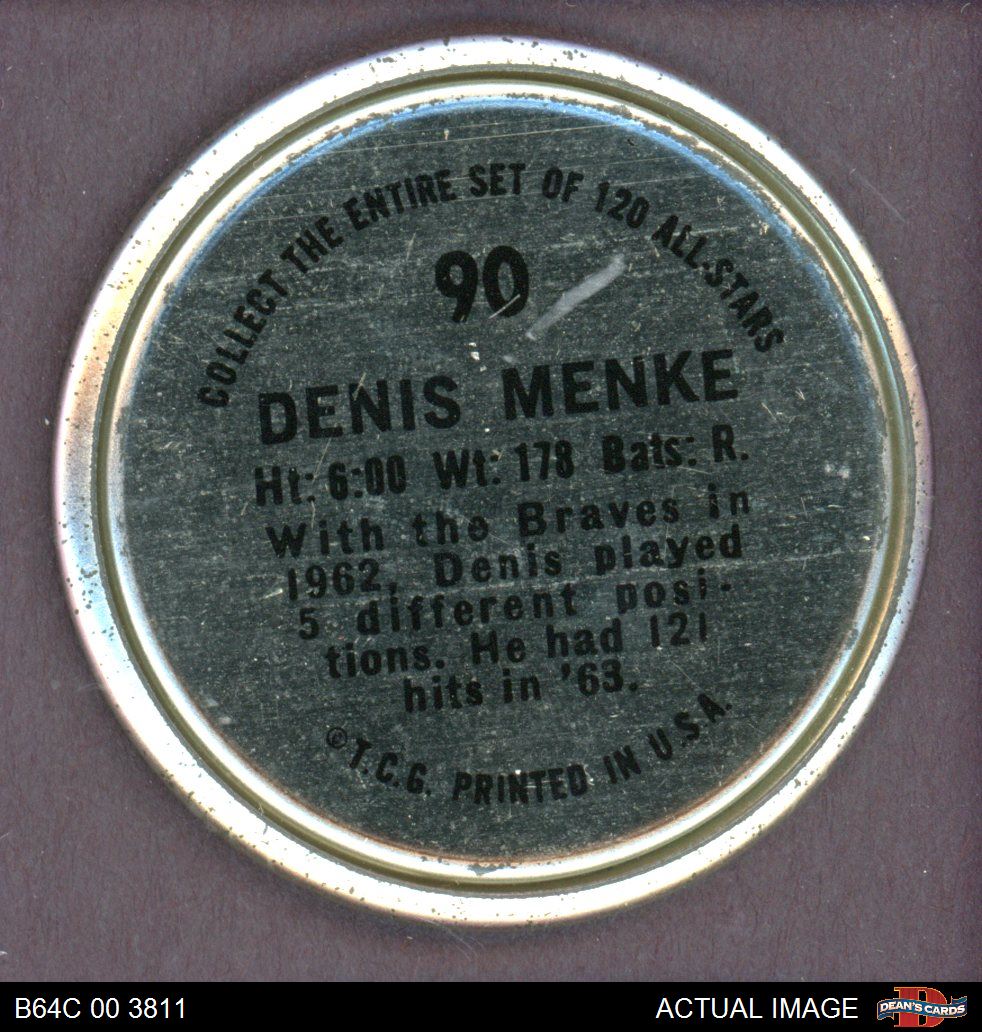 COLLECT THE ENTIRE SET OF 120 ALL-STARS
90
DENIS MENKE
Ht: 6:00 Wt: 178 Bats: R.
With the Braves in
1962, Denis played
5 different posi-
tions. He had 121
hits in '63.
© T.C.G. PRINTED IN U.S.A.
B64C 00 3811
ACTUAL IMAGE
DEAN'S CARDS